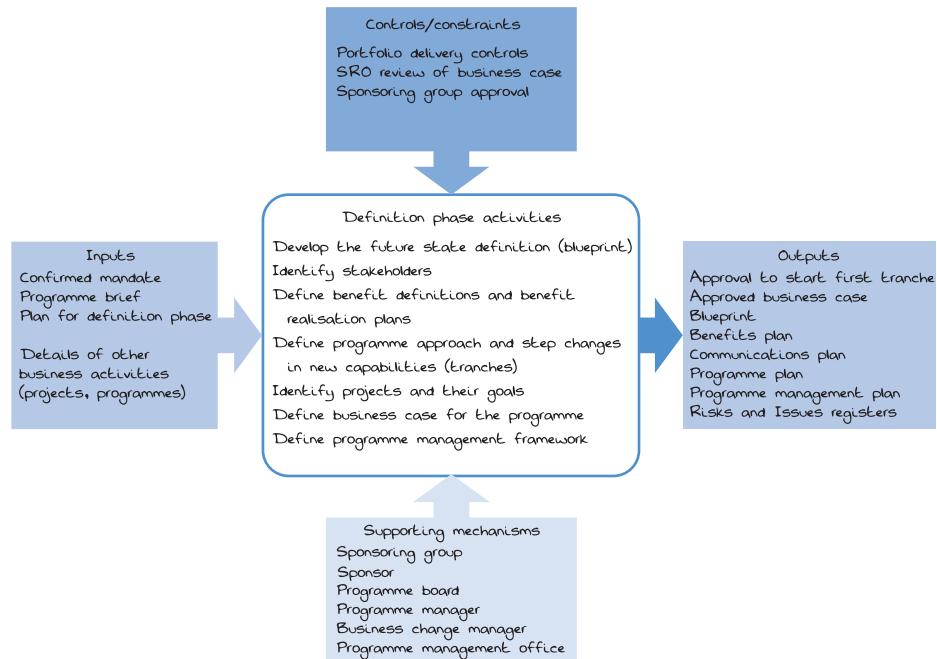 Controls/constraints
Portfolio delivery controls
SRO review of business case
Sponsoring group approval
Inputs
Confirmed mandate
Programme brief
Plan for definition phase
Details of other
business activities
(projects, programmes)
Definition phase activities
Develop the future state definition (blueprint)
Identify stakeholders
Define benefit definitions and benefit
realisation plans
Define programme approach and step changes
in new capabilities (tranches)
Identify projects and their goals
Define business case for the programme
Define programme management framework
Outputs
Approval to start first tranche
Approved business case
Blueprint
Benefits plan
Communications plan
Programme plan
Programme management plan
Risks and Issues registers
Supporting mechanisms
Sponsoring group
Sponsor
Programme board
Programme manager
Business change manager
Programme management office